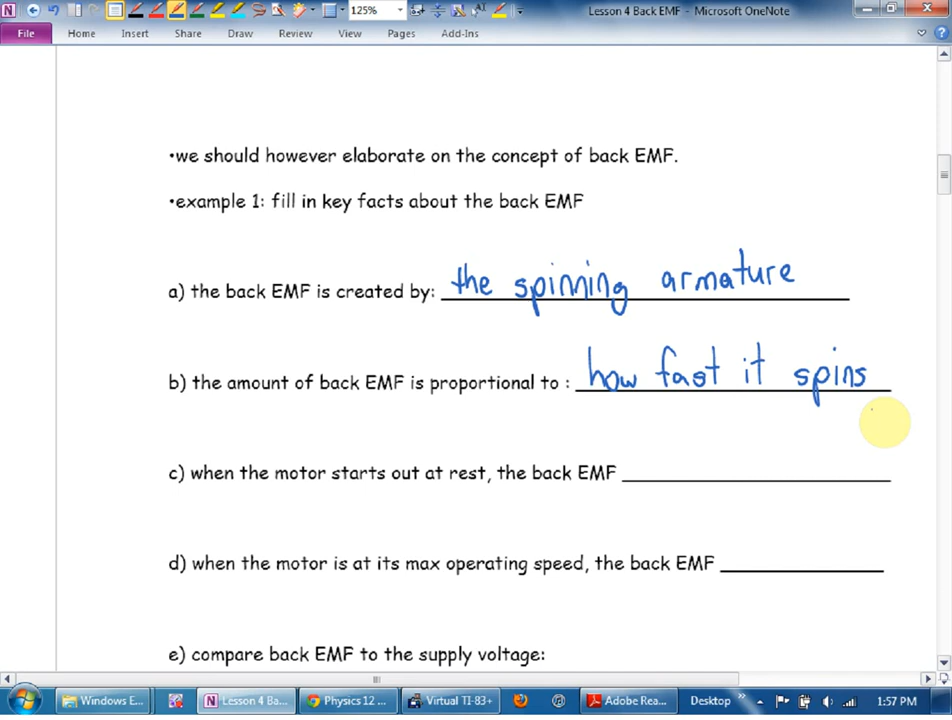 125%
Lesson 4 Back EMF - Microsoft OneNote
File Home Insert Share Draw Review View Pages Add-Ins
•we should however elaborate on the concept of back EMF.
•example 1: fill in key facts about the back EMF
a) the back EMF is created by: the spinning armature
b) the amount of back EMF is proportional to : how fast it spins
c) when the motor starts out at rest, the back EMF
d) when the motor is at its max operating speed, the back EMF
e) compare back EMF to the supply voltage:
Windows E... Lesson 4 Ba... Physics 12 ... Virtual TI-83+ Adobe Rea... Desktop 1:57 PM